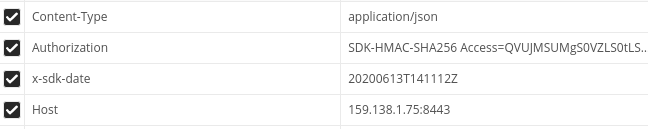 Content-Type application/json
Authorization SDK-HMAC-SHA256 Access=QVUJMSUMgS0VZLS0tLS..
x-sdk-date 20200613T141112Z
Host 159.138.1.75:8443